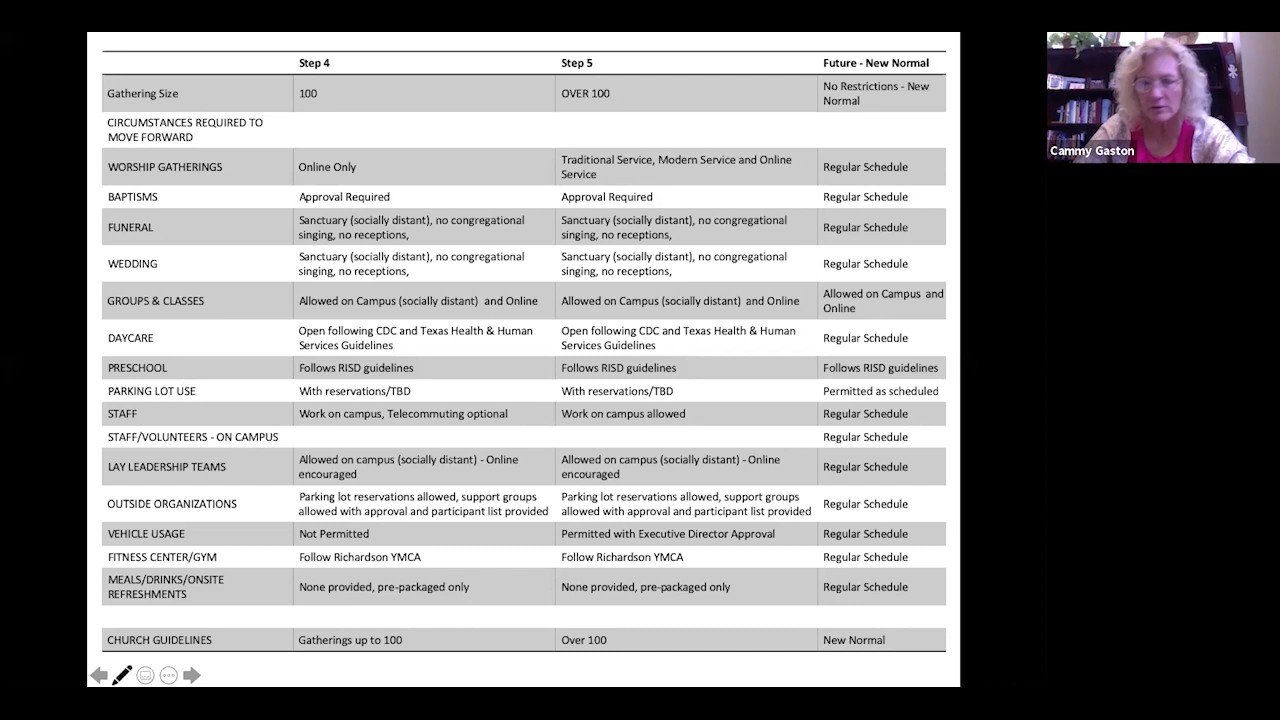 Step 4 Step 5 Future - New Normal
Gathering Size 100 OVER 100 No Restrictions - New
Normal
CIRCUMSTANCES REQUIRED TO
MOVE FORWARD
WORSHIP GATHERINGS Online Only Traditional Service, Modern Service and Online
Service Regular Schedule
BAPTISMS Approval Required Approval Required Regular Schedule
FUNERAL Sanctuary (socially distant), no congregational
singing, no receptions, Sanctuary (socially distant), no congregational
singing, no receptions, Regular Schedule
WEDDING Sanctuary (socially distant), no congregational
singing, no receptions, Sanctuary (socially distant), no congregational
singing, no receptions, Regular Schedule
GROUPS & CLASSES Allowed on Campus (socially distant) and Online Allowed on Campus (socially distant) and Online Allowed on Campus and
Online
DAYCARE Open following CDC and Texas Health & Human
Services Guidelines Open following CDC and Texas Health & Human
Services Guidelines Regular Schedule
PRESCHOOL Follows RISD guidelines Follows RISD guidelines Follows RISD guidelines
PARKING LOT USE With reservations/TBD With reservations/TBD Permitted as scheduled
STAFF Work on campus, Telecommuting optional Work on campus allowed Regular Schedule
STAFF/VOLUNTEERS - ON CAMPUS Regular Schedule
LAY LEADERSHIP TEAMS Allowed on campus (socially distant) - Online
encouraged Allowed on campus (socially distant) - Online
encouraged Regular Schedule
OUTSIDE ORGANIZATIONS Parking lot reservations allowed, support groups
allowed with approval and participant list provided Parking lot reservations allowed, support groups
allowed with approval and participant list provided Regular Schedule
VEHICLE USAGE Not Permitted Permitted with Executive Director Approval Regular Schedule
FITNESS CENTER/GYM Follow Richardson YMCA Follow Richardson YMCA Regular Schedule
MEALS/DRINKS/ONSITE
REFRESHMENTS None provided, pre-packaged only None provided, pre-packaged only Regular Schedule
CHURCH GUIDELINES Gatherings up to 100 Over 100 New Normal
Cammy Gaston